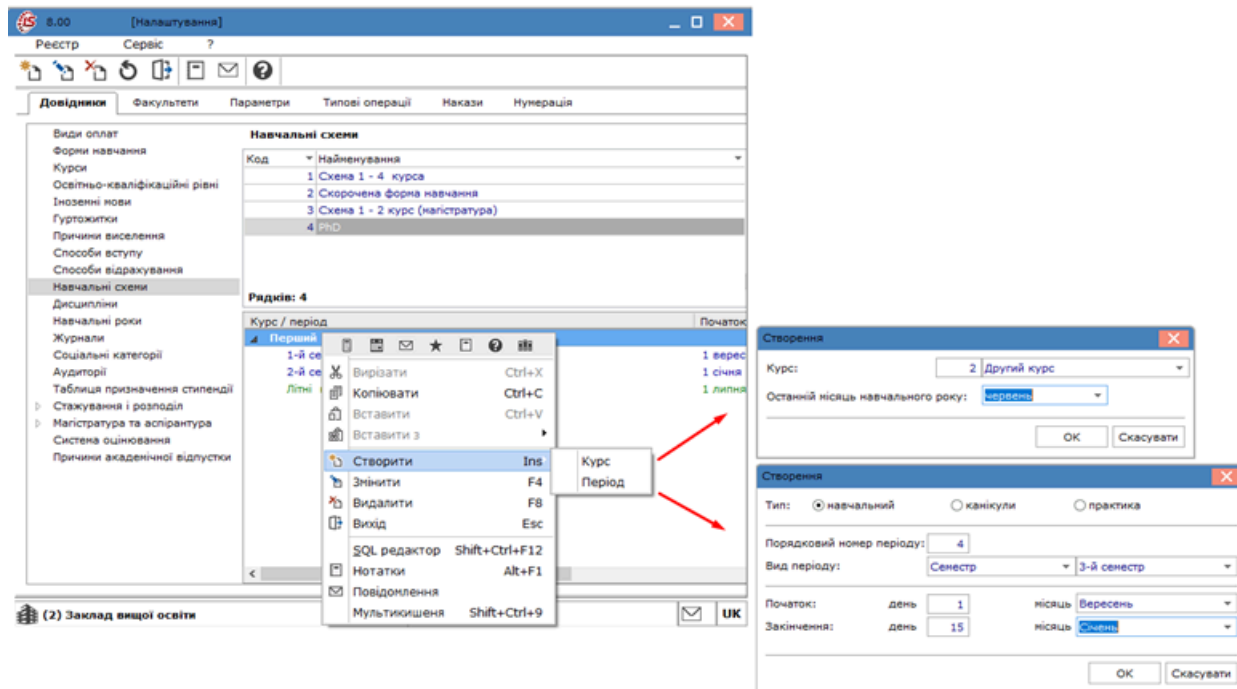 8.00 [Налаштування]
Реєстр Сервіс ?
Довідники Факультети Параметри Типові операції Накази Нумерація
Види оплат
Форми навчання
Курси
Освітньо-кваліфікаційні рівні
Іноземні мови
Гуртожитки
Причини виселення
Способи вступу
Способи відрахування
Навчальні схеми
Дисципліни
Навчальні роки
Журнали
Соціальні категорії
Аудиторії
Таблиця призначення стипендії
Стажування і розподіл
Магістратура та аспірантура
Система оцінювання
Причини академічної відпустки
Навчальні схеми
Код Найменування
1 Схема 1 - 4 курса
2 Скорочена форма навчання
3 Схема 1 - 2 курс (магістратура)
4 PhD
Рядків: 4
Курс / період Початок
Перший
1-й се 1 верес
2-й се 1 січня
Літні 1 липня
Вирізати Ctrl+X
Копіювати Ctrl+C
Вставити Ctrl+V
Вставити з
Створити Ins
Змінити F4
Видалити F8
Вихід Esc
SQL редактор Shift+Ctrl+F12
Нотатки Alt+F1
Повідомлення
Мультикишеня Shift+Ctrl+9
Курс
Період
(2) Заклад вищої освіти UK
Створення
Курс: 2 Другий курс
Останній місяць навчального року: червень
OK Скасувати
Створення
Тип: навчальний канікули практика
Порядковий номер періоду: 4
Вид періоду: Семестр 3-й семестр
Початок: день 1 місяць Вересень
Закінчення: день 15 місяць Січень
OK Скасувати